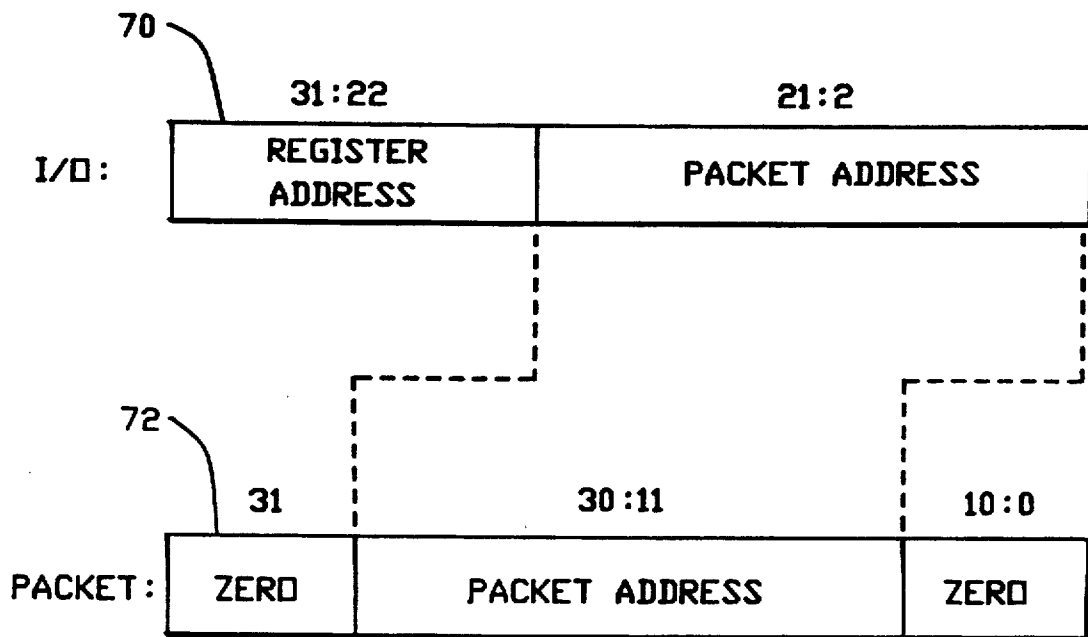 70
31:22 21:2
I/O: REGISTER ADDRESS PACKET ADDRESS
72
31 30:11 10:0
PACKET: ZERO PACKET ADDRESS ZERO